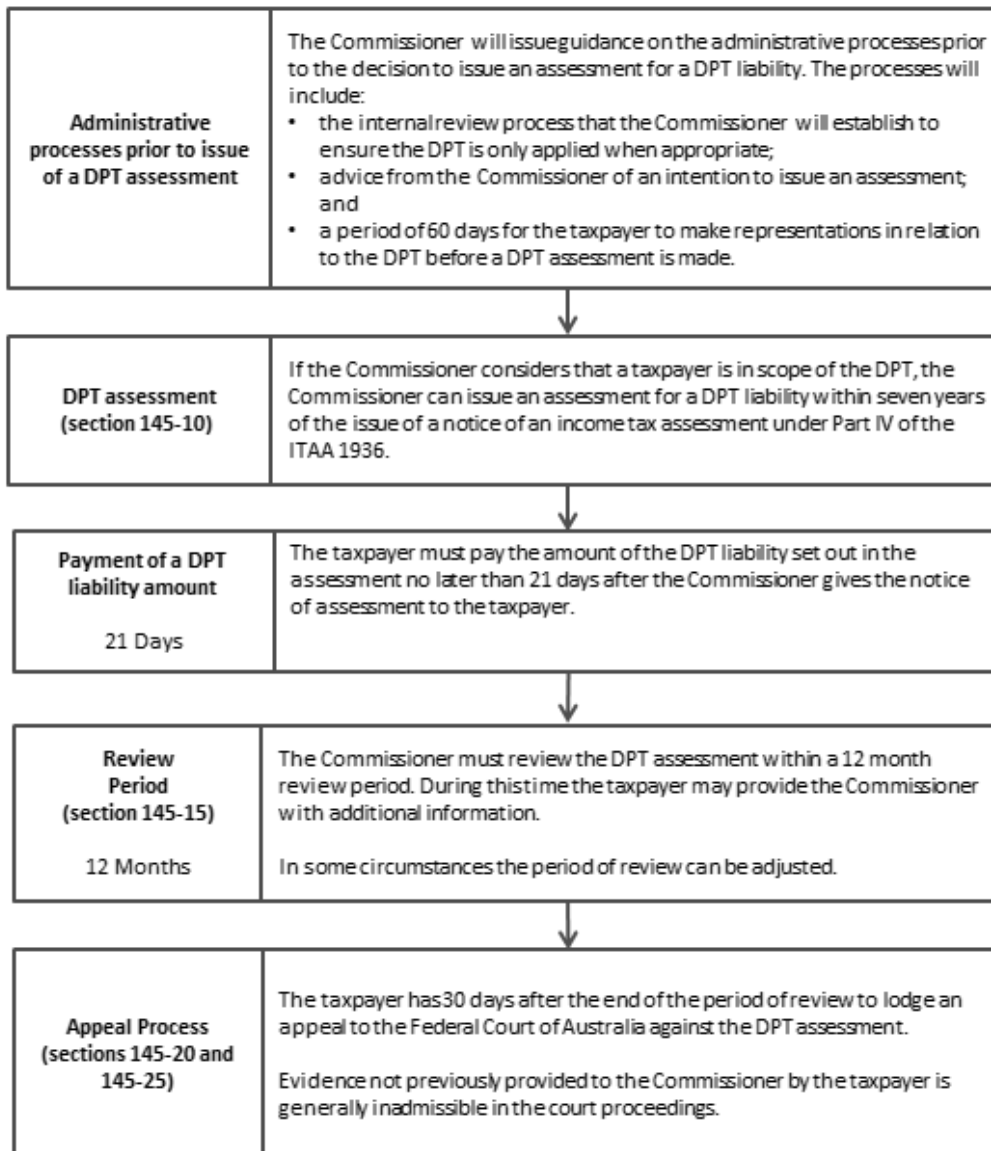 Administrative
processes prior to issue
of a DPT assessment
The Commissioner will issue guidance on the administrative processes prior
to the decision to issue an assessment for a DPT liability. The processes will
include:
• the internal review process that the Commissioner will establish to
ensure the DPT is only applied when appropriate;
• advice from the Commissioner of an intention to issue an assessment;
and
• a period of 60 days for the taxpayer to make representations in relation
to the DPT before a DPT assessment is made.
DPT assessment
(section 145-10)
If the Commissioner considers that a taxpayer is in scope of the DPT, the
Commissioner can issue an assessment for a DPT liability within seven years
of the issue of a notice of an income tax assessment under Part IV of the
ITAA 1936.
Payment of a DPT
liability amount
21 Days
The taxpayer must pay the amount of the DPT liability set out in the
assessment no later than 21 days after the Commissioner gives the notice
of assessment to the taxpayer.
Review
Period
(section 145-15)
12 Months
The Commissioner must review the DPT assessment within a 12 month
review period. During this time the taxpayer may provide the Commissioner
with additional information.
In some circumstances the period of review can be adjusted.
Appeal Process
(sections 145-20 and
145-25)
The taxpayer has 30 days after the end of the period of review to lodge an
appeal to the Federal Court of Australia against the DPT assessment.
Evidence not previously provided to the Commissioner by the taxpayer is
generally inadmissible in the court proceedings.